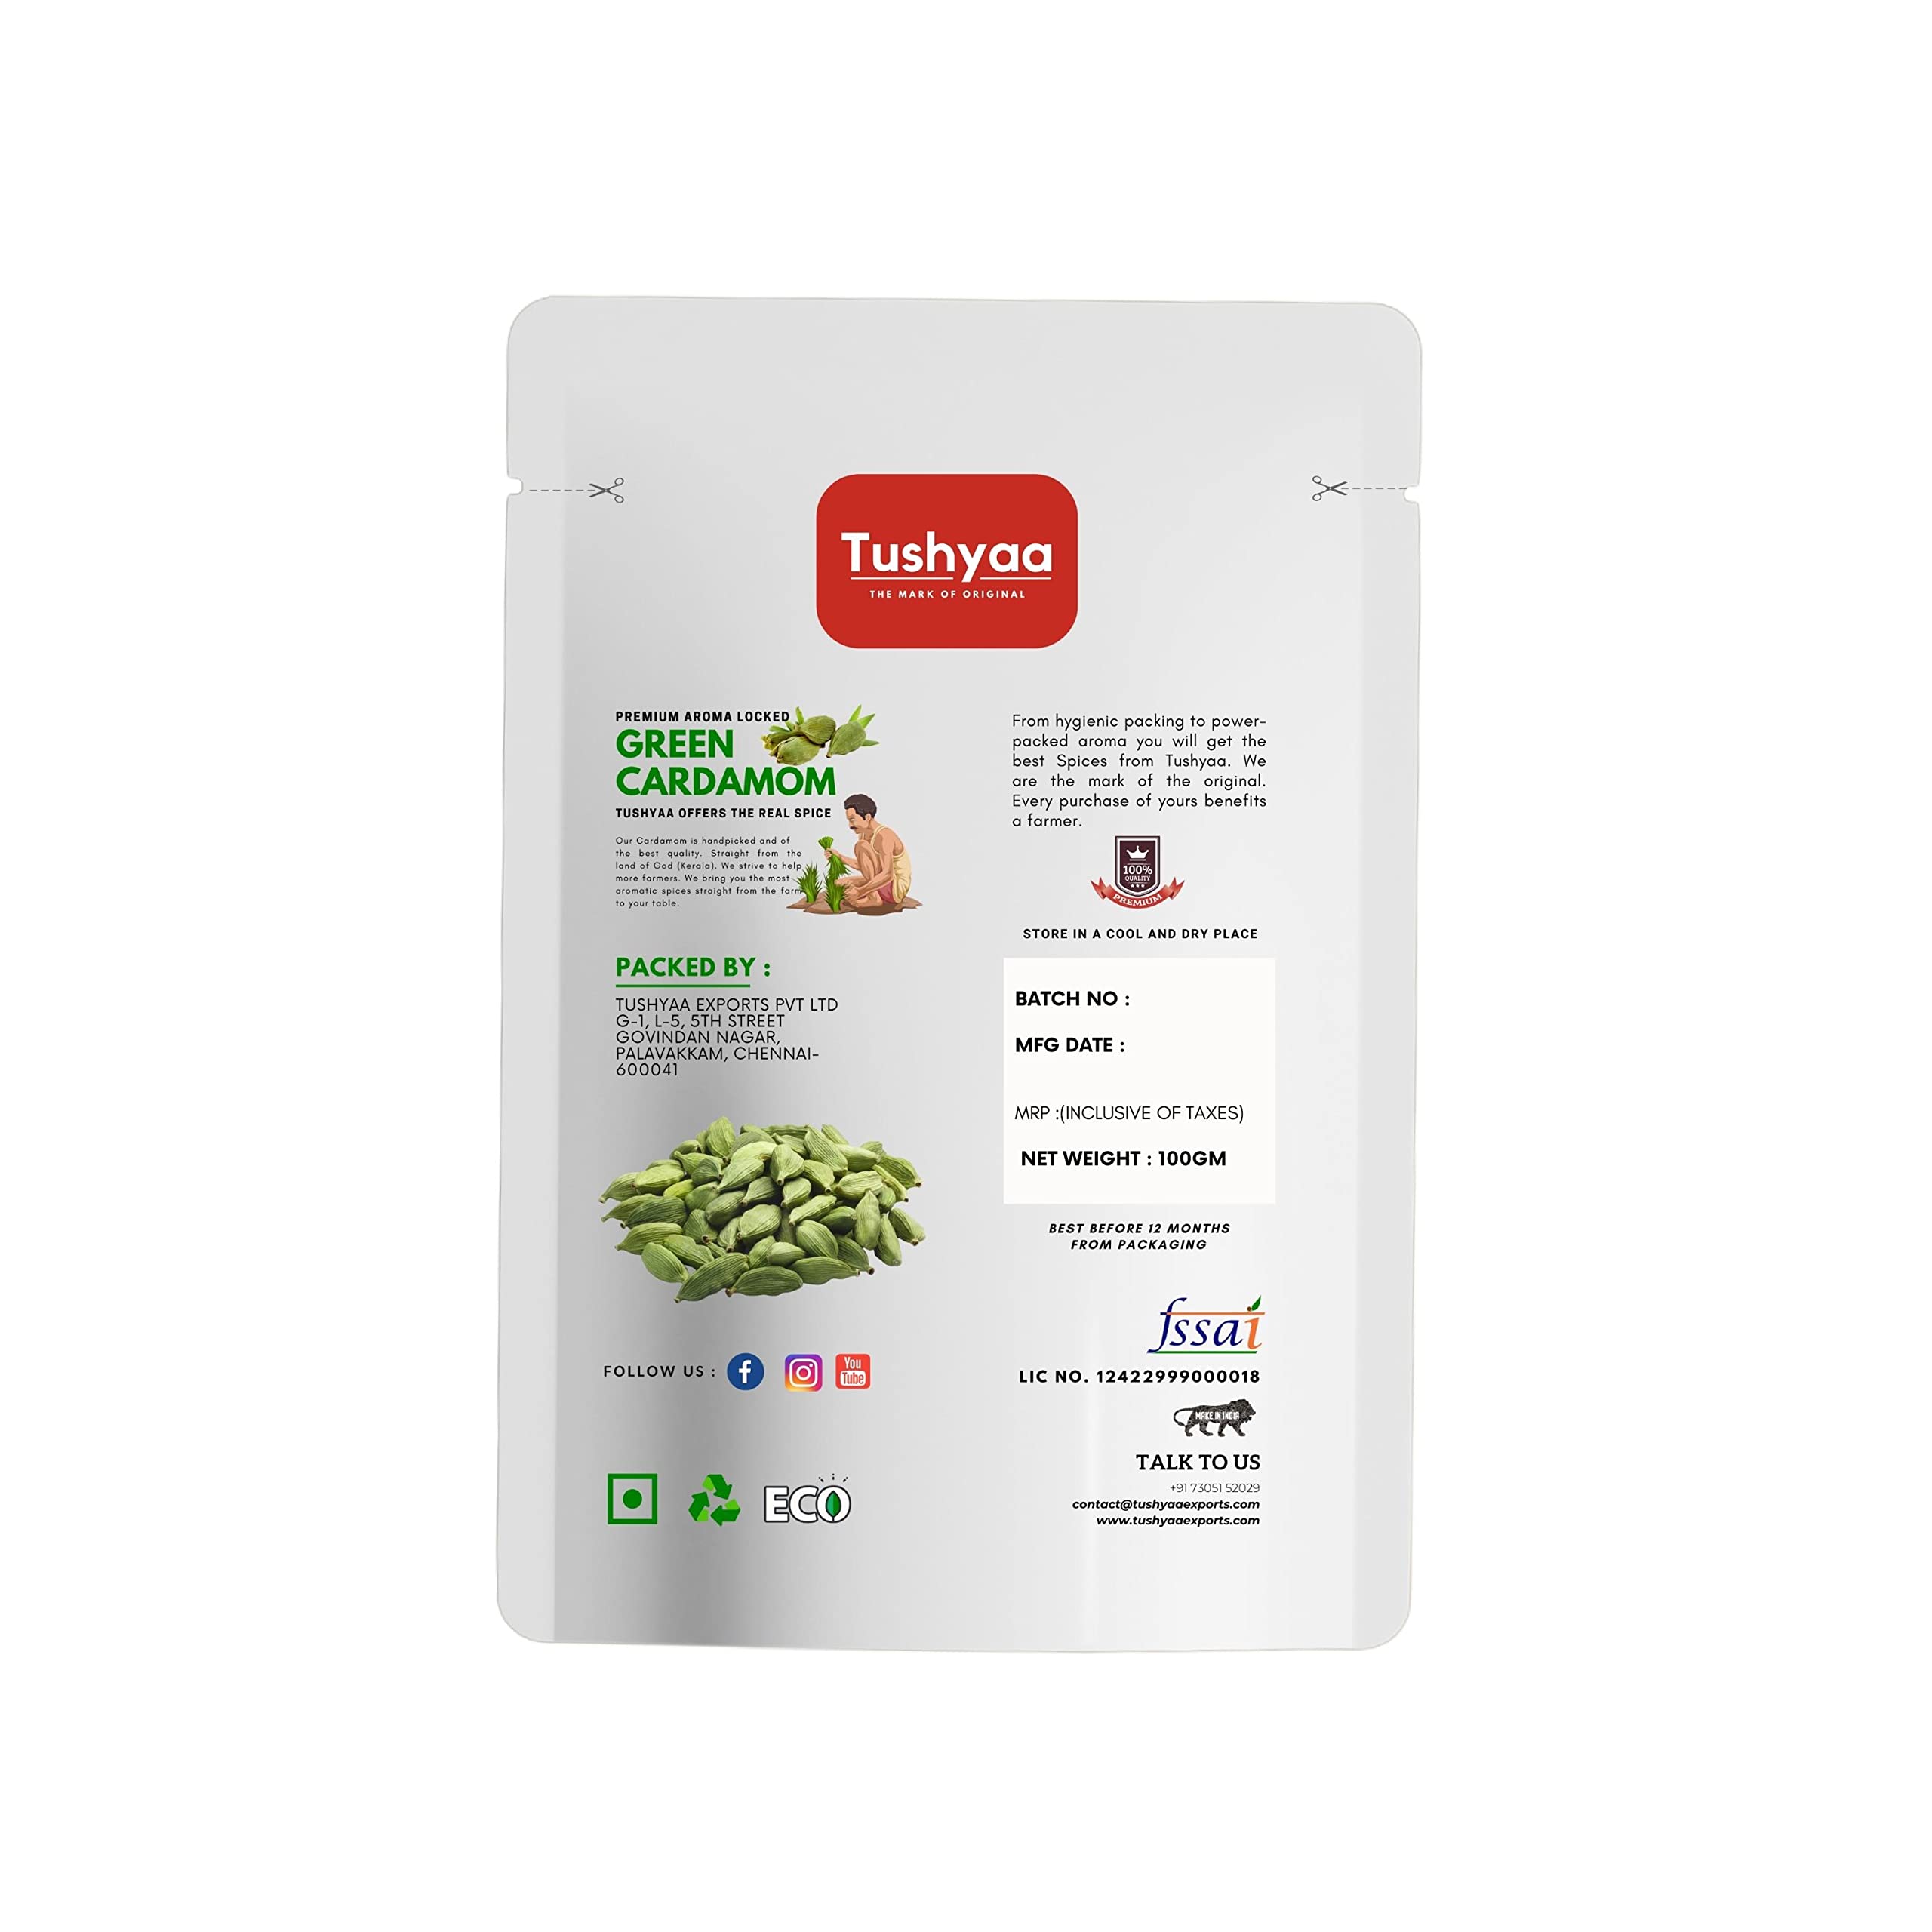 Tushyaa
THE MARK OF ORIGINAL
PREMIUM AROMA LOCKED
GREEN
CARDAMOM
TUSHYAA OFFERS THE REAL SPICE
Our Cardamom is handpicked and of
the best quality. Straight from the
land of God (Kerala). We strive to help
more farmers. We bring you the most
aromatic spices straight from the farm
to your table.
PACKED BY :
TUSHYAA EXPORTS PVT LTD
G-1, L-5, 5TH STREET
GOVINDAN NAGAR,
PALAVAKKAM, CHENNAI-
600041
FOLLOW US :
f
You
Tube
ECO
From hygienic packing to power-
packed aroma you will get the
best Spices from Tushyaa. We
are the mark of the original.
Every purchase of yours benefits
a farmer.
100%
QUALITY
PREMIUM
STORE IN A COOL AND DRY PLACE
BATCH NO :
MFG DATE :
MRP :(INCLUSIVE OF TAXES)
NET WEIGHT : 100GM
BEST BEFORE 12 MONTHS
FROM PACKAGING
fssai
LIC NO. 12422999000018
MAKE IN INDIA
TALK TO US
+91 73051 52029
contact@tushyaaexports.com
www.tushyaaexports.com